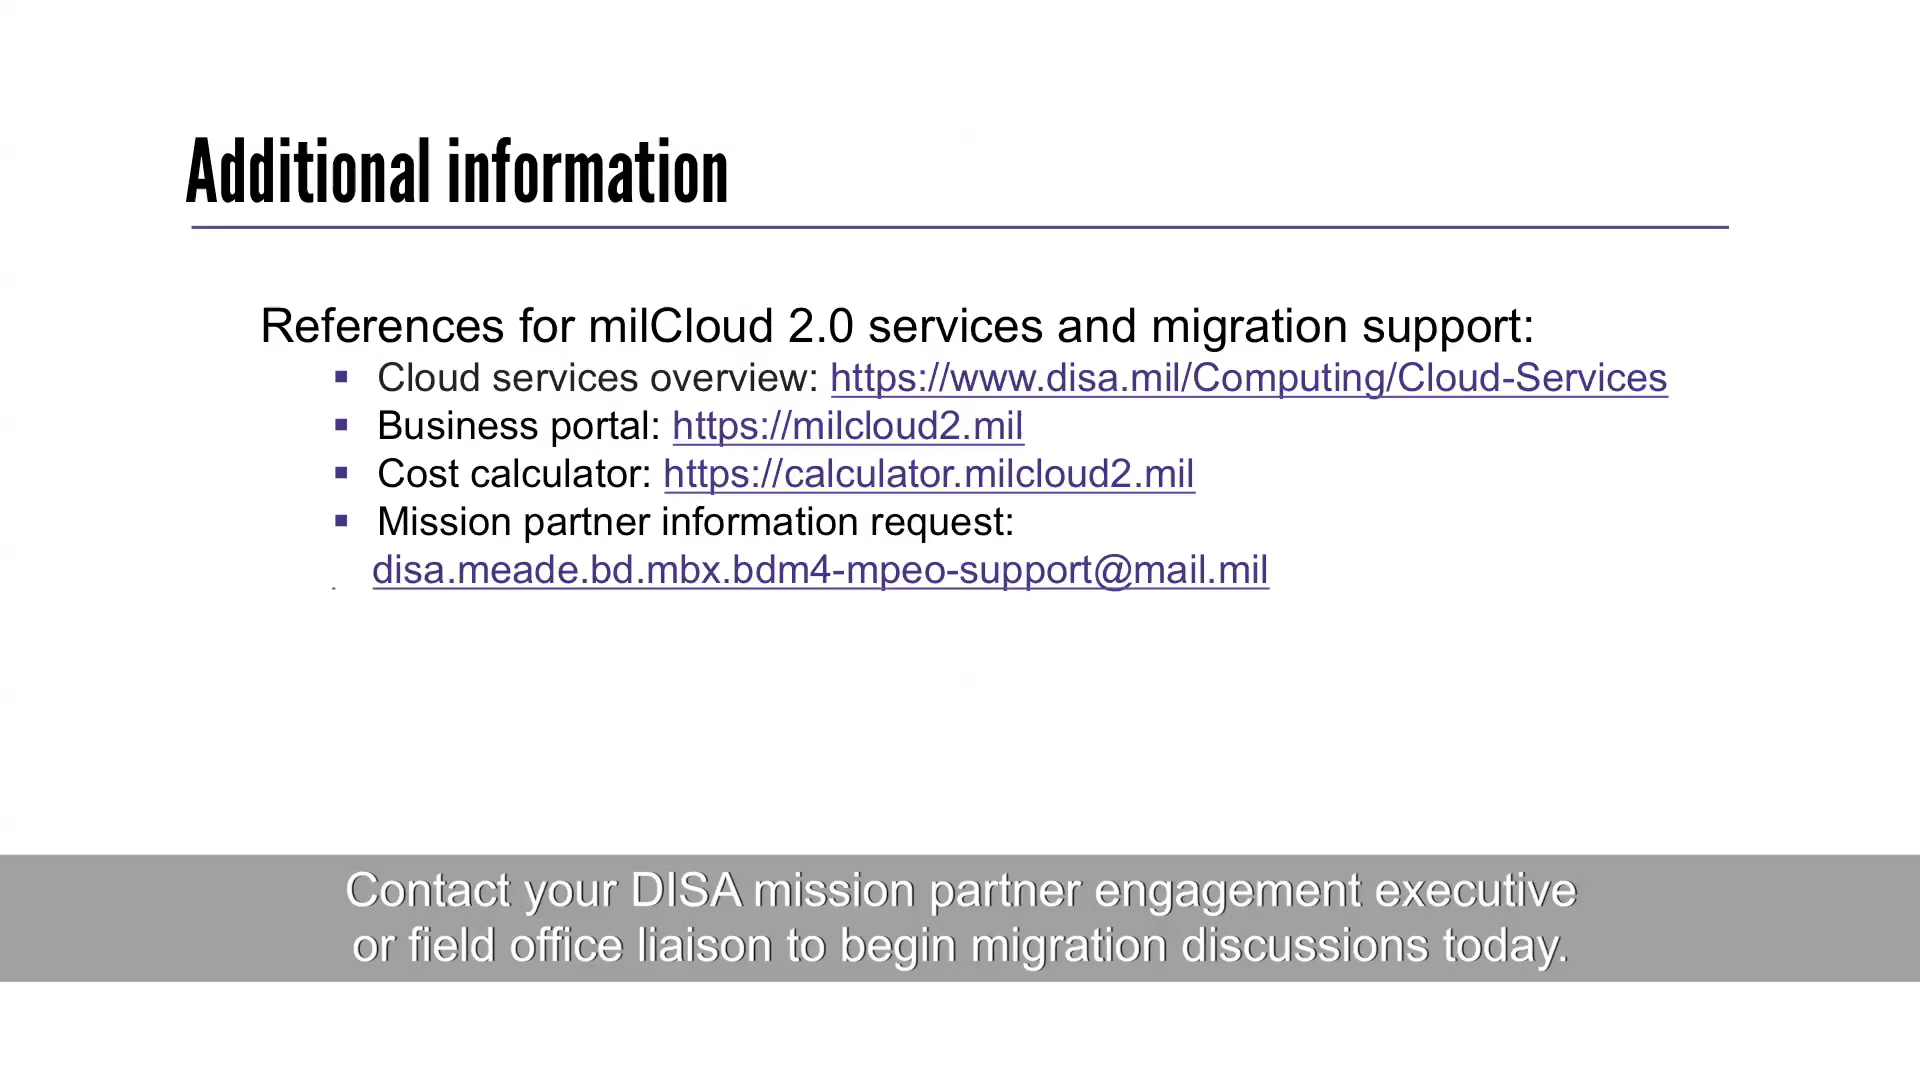 Additional information
References for milCloud 2.0 services and migration support:
▪ Cloud services overview: https://www.disa.mil/Computing/Cloud-Services
▪ Business portal: https://milcloud2.mil
▪ Cost calculator: https://calculator.milcloud2.mil
▪ Mission partner information request:
disa.meade.bd.mbx.bdm4-mpeo-support@mail.mil
Contact your DISA mission partner engagement executive
or field office liaison to begin migration discussions today.